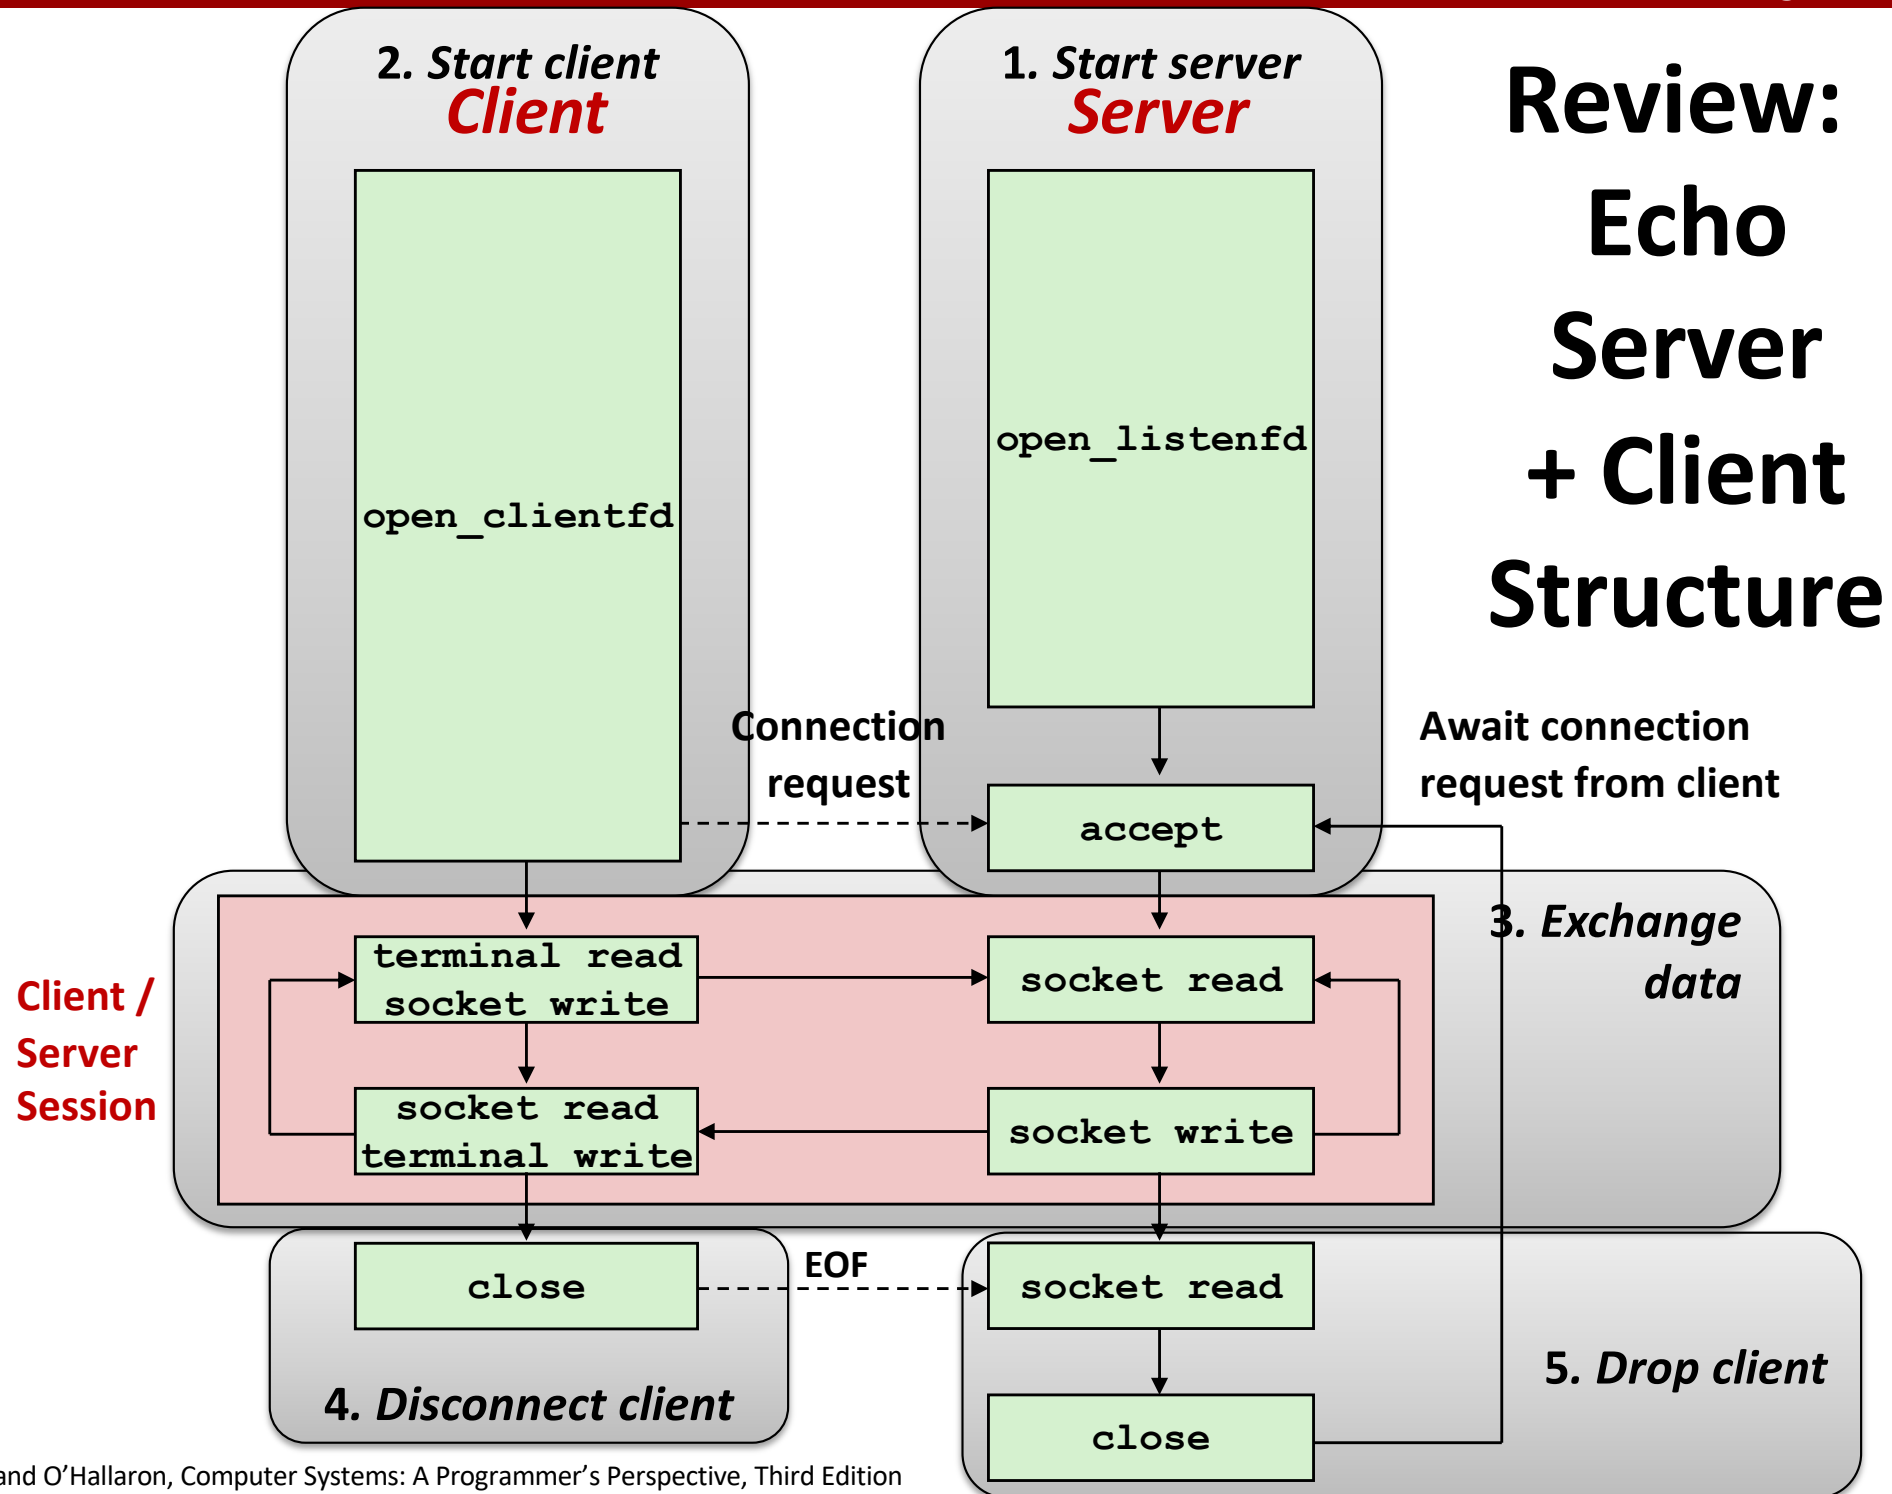 2. Start client
Client
1. Start server
Server
Review:
Echo
Server
+ Client
Structure
open_listenfd
open_clientfd
Connection
request
Await connection
request from client
accept
3. Exchange
data
terminal read
socket write
socket read
Client /
Server
Session
socket read
terminal write
socket write
close
EOF
socket read
4. Disconnect client
5. Drop client
close
and O’Hallaron, Computer Systems: A Programmer’s Perspective, Third Edition